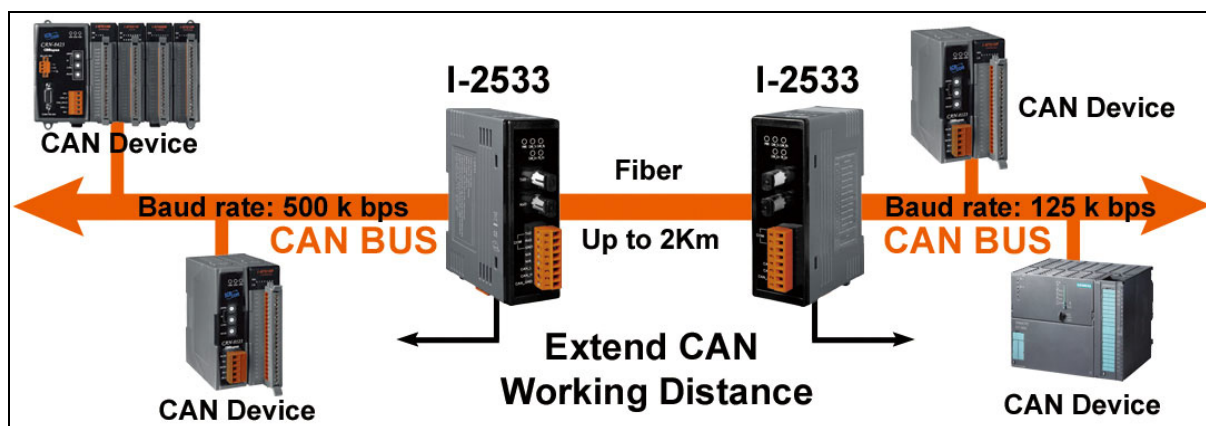 I-2533
I-2533
CAN Device
CAN Device
Fiber
Baud rate: 500 k bps
Baud rate: 125 k bps
CAN BUS
Up to 2Km
CAN BUS
Extend CAN
Working Distance
CAN Device
CAN Device
SIEMENS